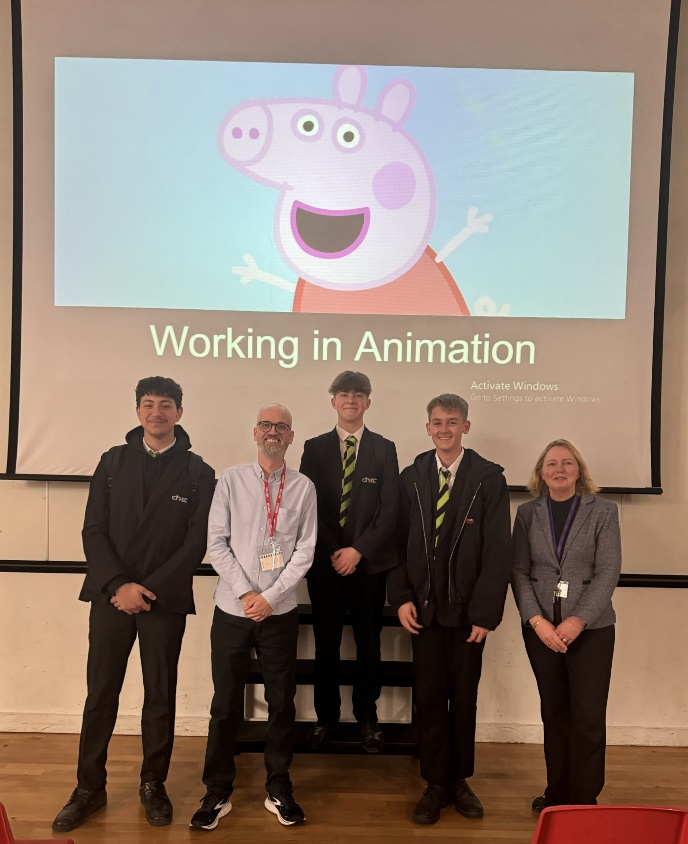 Working in Animation
Activate Windows
Go to Settings to activate Windows.